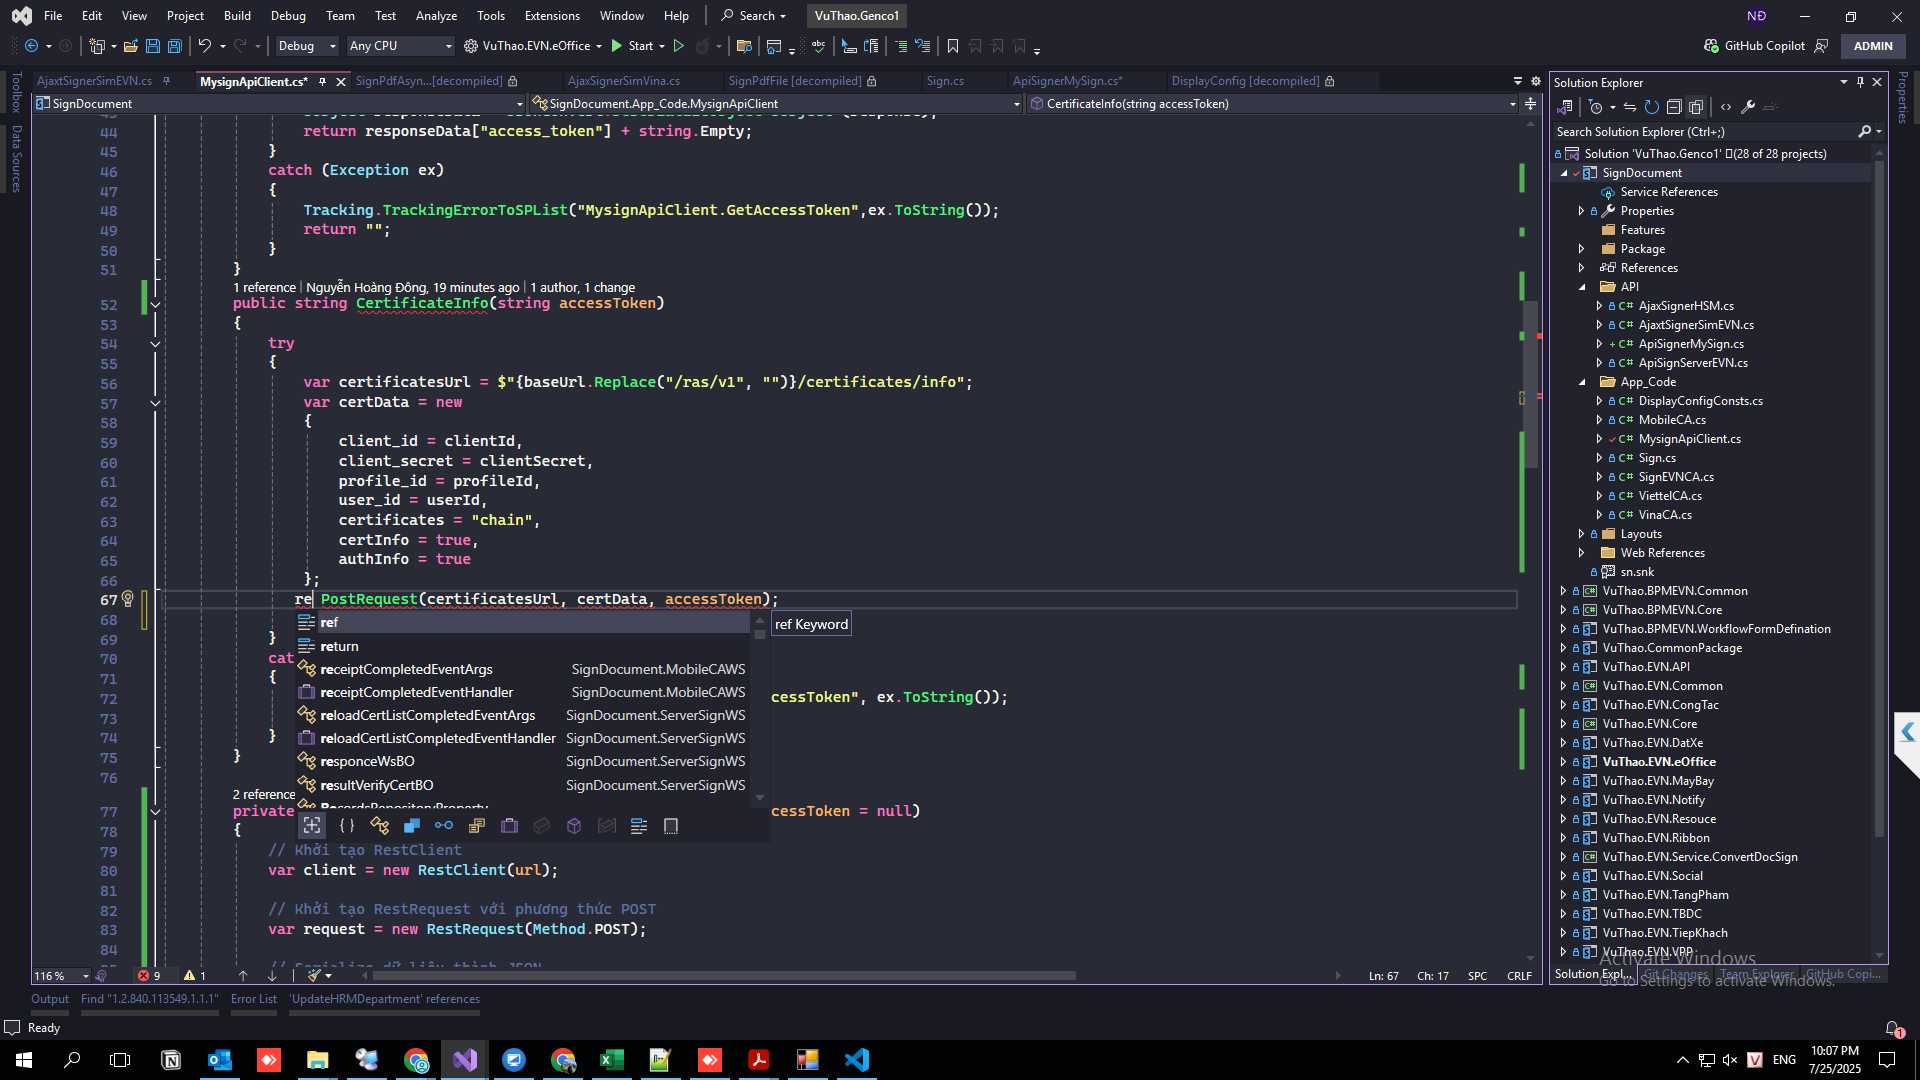 File Edit View Project Build Debug Team Test Analyze Tools Extensions Window Help Search VuThao.Genco1 NĐ
Debug Any CPU VuThao.EVN.eOffice Start GitHub Copilot ADMIN
AjaxtSignerSimEVN.cs MysignApiClient.cs* SignPdfAsyn...[decompiled] AjaxSignerSimVina.cs SignPdfFile [decompiled] Sign.cs ApiSignerMySign.cs* DisplayConfig [decompiled]
SignDocument SignDocument.App_Code.MysignApiClient CertificateInfo(string accessToken)
Toolbox
Data Sources
44 return responseData["access_token"] + string.Empty;
45 }
46 catch (Exception ex)
47 {
48 Tracking.TrackingErrorToSPList("MysignApiClient.GetAccessToken",ex.ToString());
49 return "";
50 }
51 }
1 reference | Nguyễn Hoàng Đông, 19 minutes ago | 1 author, 1 change
52 public string CertificateInfo(string accessToken)
53 {
54 try
55 {
56 var certificatesUrl = $"{baseUrl.Replace("/ras/v1", "")}/certificates/info";
57 var certData = new
58 {
59 client_id = clientId,
60 client_secret = clientSecret,
61 profile_id = profileId,
62 user_id = userId,
63 certificates = "chain",
64 certInfo = true,
65 authInfo = true
66 };
67 re PostRequest(certificatesUrl, certData, accessToken);
68
69 }
70 cat
71 {
72 ccessToken", ex.ToString());
73
74 }
75 }
76
2 reference
77 private ccessToken = null)
78 {
79 // Khởi tạo RestClient
80 var client = new RestClient(url);
81
82 // Khởi tạo RestRequest với phương thức POST
83 var request = new RestRequest(Method.POST);
84
// Serialize dữ liệu thành JSON
ref
return
receiptCompletedEventArgs SignDocument.MobileCAWS
receiptCompletedEventHandler SignDocument.MobileCAWS
reloadCertListCompletedEventArgs SignDocument.ServerSignWS
reloadCertListCompletedEventHandler SignDocument.ServerSignWS
responceWsBO SignDocument.ServerSignWS
resultVerifyCertBO SignDocument.ServerSignWS
RecordsRepositoryProperty
ref Keyword
116 % 9 1 Ln: 67 Ch: 17 SPC CRLF
Output Find "1.2.840.113549.1.1.1" Error List 'UpdateHRMDepartment' references
Ready
Solution Explorer
Search Solution Explorer (Ctrl+;)
Solution 'VuThao.Genco1' (28 of 28 projects)
SignDocument
Service References
Properties
Features
Package
References
API
AjaxSignerHSM.cs
AjaxtSignerSimEVN.cs
ApiSignerMySign.cs
ApiSignServerEVN.cs
App_Code
DisplayConfigConsts.cs
MobileCA.cs
MysignApiClient.cs
Sign.cs
SignEVNCA.cs
ViettelCA.cs
VinaCA.cs
Layouts
Web References
sn.snk
VuThao.BPMEVN.Common
VuThao.BPMEVN.Core
VuThao.BPMEVN.WorkflowFormDefination
VuThao.CommonPackage
VuThao.EVN.API
VuThao.EVN.Common
VuThao.EVN.CongTac
VuThao.EVN.Core
VuThao.EVN.DatXe
VuThao.EVN.eOffice
VuThao.EVN.MayBay
VuThao.EVN.Notify
VuThao.EVN.Resouce
VuThao.EVN.Ribbon
VuThao.EVN.Service.ConvertDocSign
VuThao.EVN.Social
VuThao.EVN.TangPham
VuThao.EVN.TBDC
VuThao.EVN.TiepKhach
VuThao.EVN.VPP
Solution Expl... Git Changes Team Explorer GitHub Copi...
Activate Windows
Go to Settings to activate Windows.
Properties
ENG
10:07 PM
7/25/2025